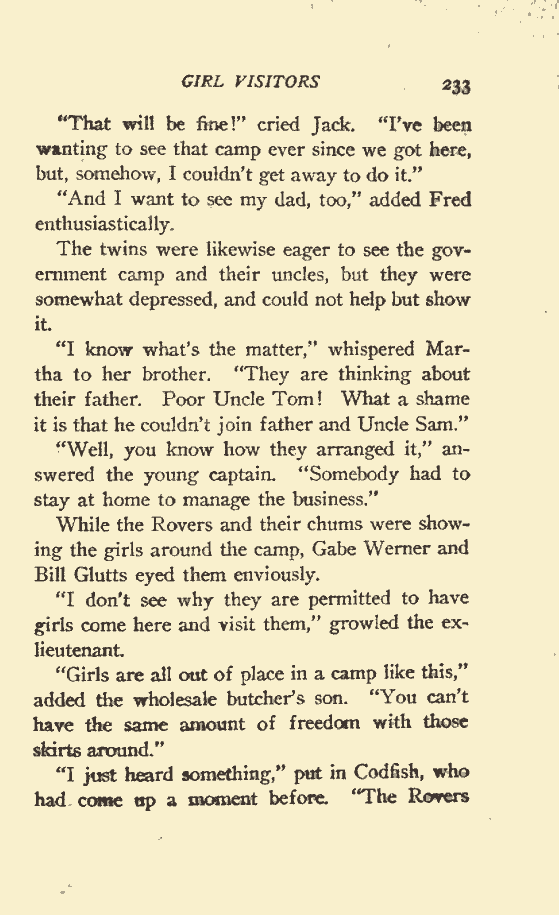 GIRL VISITORS 233
“That will be fine!” cried Jack. “I've been
wanting to see that camp ever since we got here,
but, somehow, I couldn't get away to do it.”
“And I want to see my dad, too,” added Fred
enthusiastically.
The twins were likewise eager to see the gov-
ernment camp and their uncles, but they were
somewhat depressed, and could not help but show
it.
“I know what's the matter,” whispered Mar-
tha to her brother. “They are thinking about
their father. Poor Uncle Tom! What a shame
it is that he couldn't join father and Uncle Sam.”
“Well, you know how they arranged it,” an-
swered the young captain. “Somebody had to
stay at home to manage the business.”
While the Rovers and their chums were show-
ing the girls around the camp, Gabe Werner and
Bill Glutts eyed them enviously.
“I don't see why they are permitted to have
girls come here and visit them,” growled the ex-
lieutenant.
“Girls are all out of place in a camp like this,”
added the wholesale butcher's son. “You can't
have the same amount of freedom with those
skirts around.”
“I just heard something,” put in Codfish, who
had come up a moment before. “The Rovers